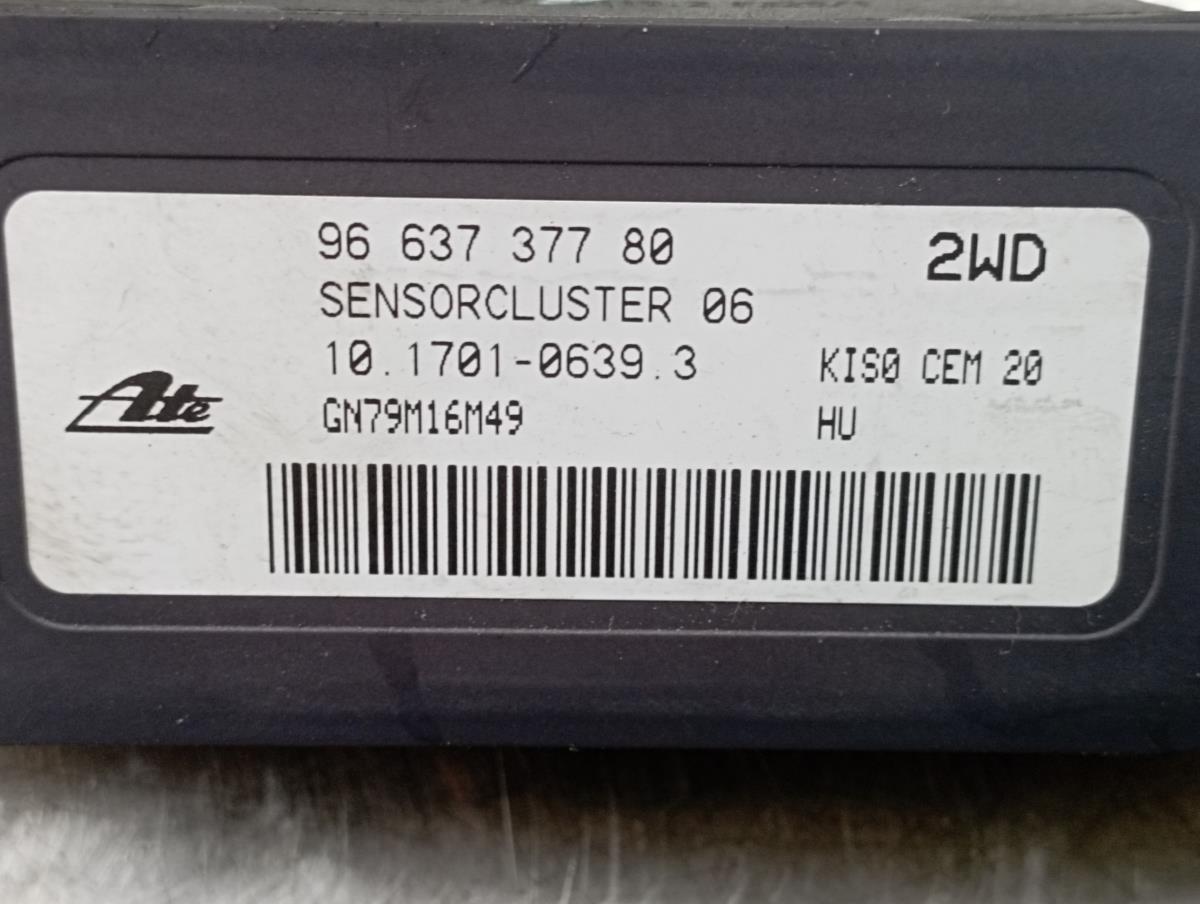 96 637 377 80
2WD
SENSORCLUSTER 06
10.1701-0639.3
KIS0 CEM 20
Ate
GN79M16M49
HU